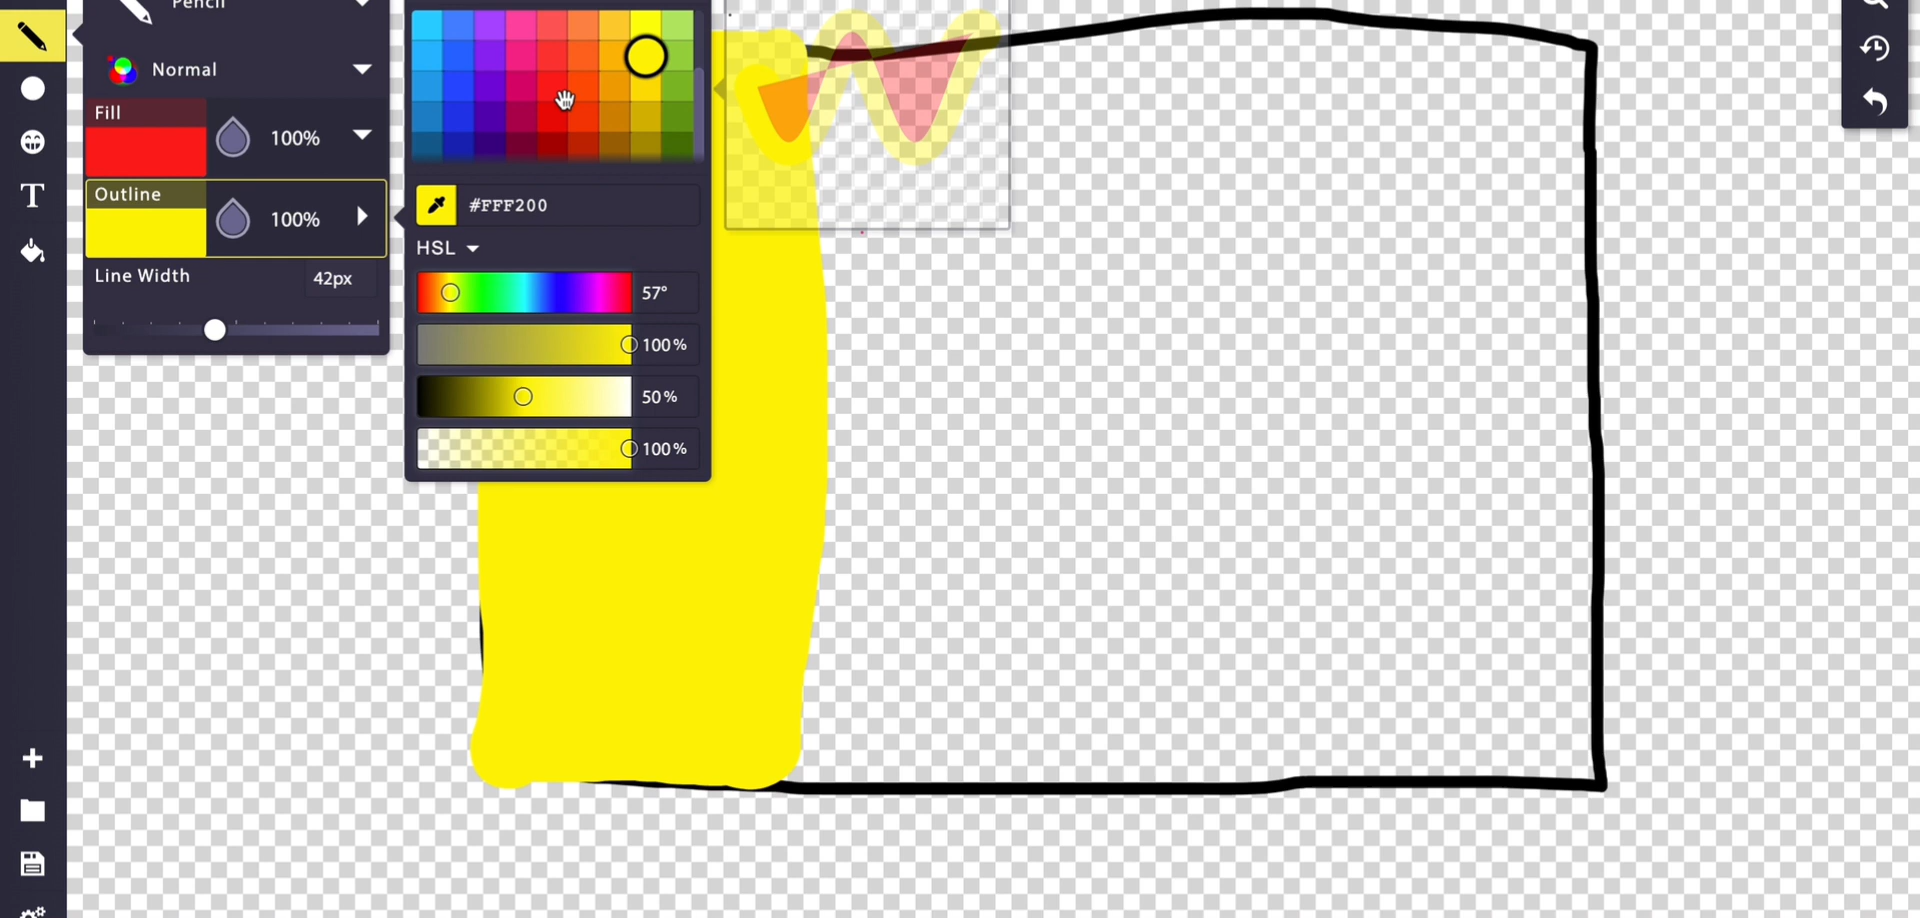 Pencil
Normal
Fill
100%
Outline
100%
Line Width
42px
#FFF200
HSL
57°
100%
50%
100%
T